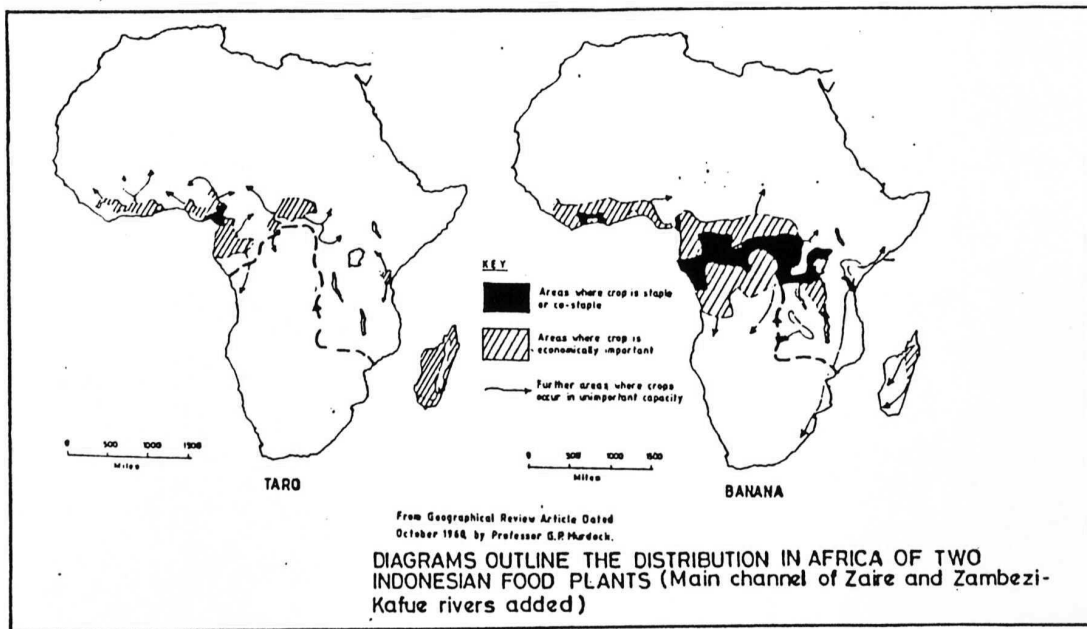 KEY
Areas where crop is staple
or co-staple
Areas where crop is
economically important
Further areas where crops
occur in unimportant capacity
0 500 1000 1500
Miles
TARO
0 500 1000 1500
Miles
BANANA
From Geographical Review Article Dated
October 1960, by Professor G.P. Murdock.
DIAGRAMS OUTLINE THE DISTRIBUTION IN AFRICA OF TWO
INDONESIAN FOOD PLANTS (Main channel of Zaire and Zambezi-
Kafue rivers added)